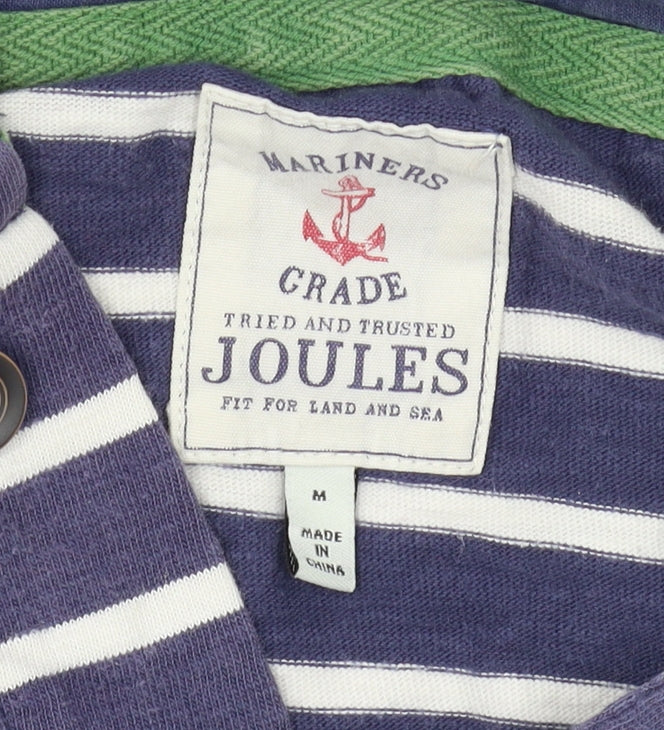 MARINERS
GRADE
TRIED AND TRUSTED
JOULES
FIT FOR LAND AND SEA
M
MADE
IN
CHINA